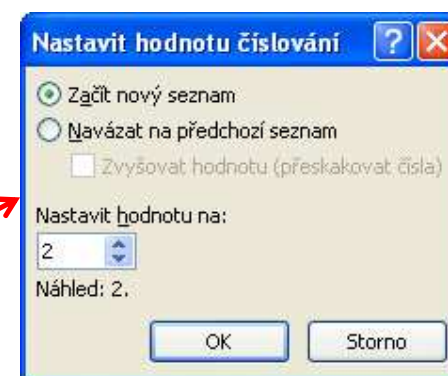 Nastavit hodnotu číslování
Začít nový seznam
Navázat na předchozí seznam
Zvyšovat hodnotu (přeskakovat čísla)
Nastavit hodnotu na:
2
Náhled: 2.
OK Storno